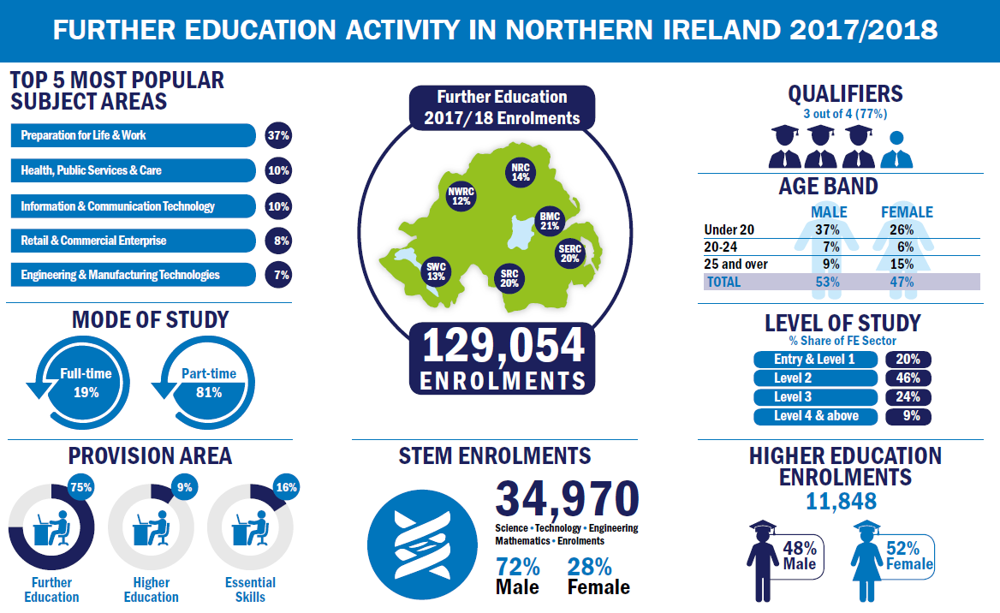 FURTHER EDUCATION ACTIVITY IN NORTHERN IRELAND 2017/2018
TOP 5 MOST POPULAR
SUBJECT AREAS
Preparation for Life & Work 37%
Health, Public Services & Care 10%
Information & Communication Technology 10%
Retail & Commercial Enterprise 8%
Engineering & Manufacturing Technologies 7%
MODE OF STUDY
Full-time
19%
Part-time
81%
PROVISION AREA
75%
Further
Education
9%
Higher
Education
16%
Essential
Skills
Further Education
2017/18 Enrolments
NRC
14%
NWRC
12%
BMC
21%
SERC
20%
SWC
13%
SRC
20%
129,054
ENROLMENTS
STEM ENROLMENTS
34,970
Science • Technology • Engineering
Mathematics • Enrolments
72%
Male
28%
Female
QUALIFIERS
3 out of 4 (77%)
AGE BAND
MALE FEMALE
Under 20 37% 26%
20-24 7% 6%
25 and over 9% 15%
TOTAL 53% 47%
LEVEL OF STUDY
% Share of FE Sector
Entry & Level 1 20%
Level 2 46%
Level 3 24%
Level 4 & above 9%
HIGHER EDUCATION
ENROLMENTS
11,848
48%
Male
52%
Female